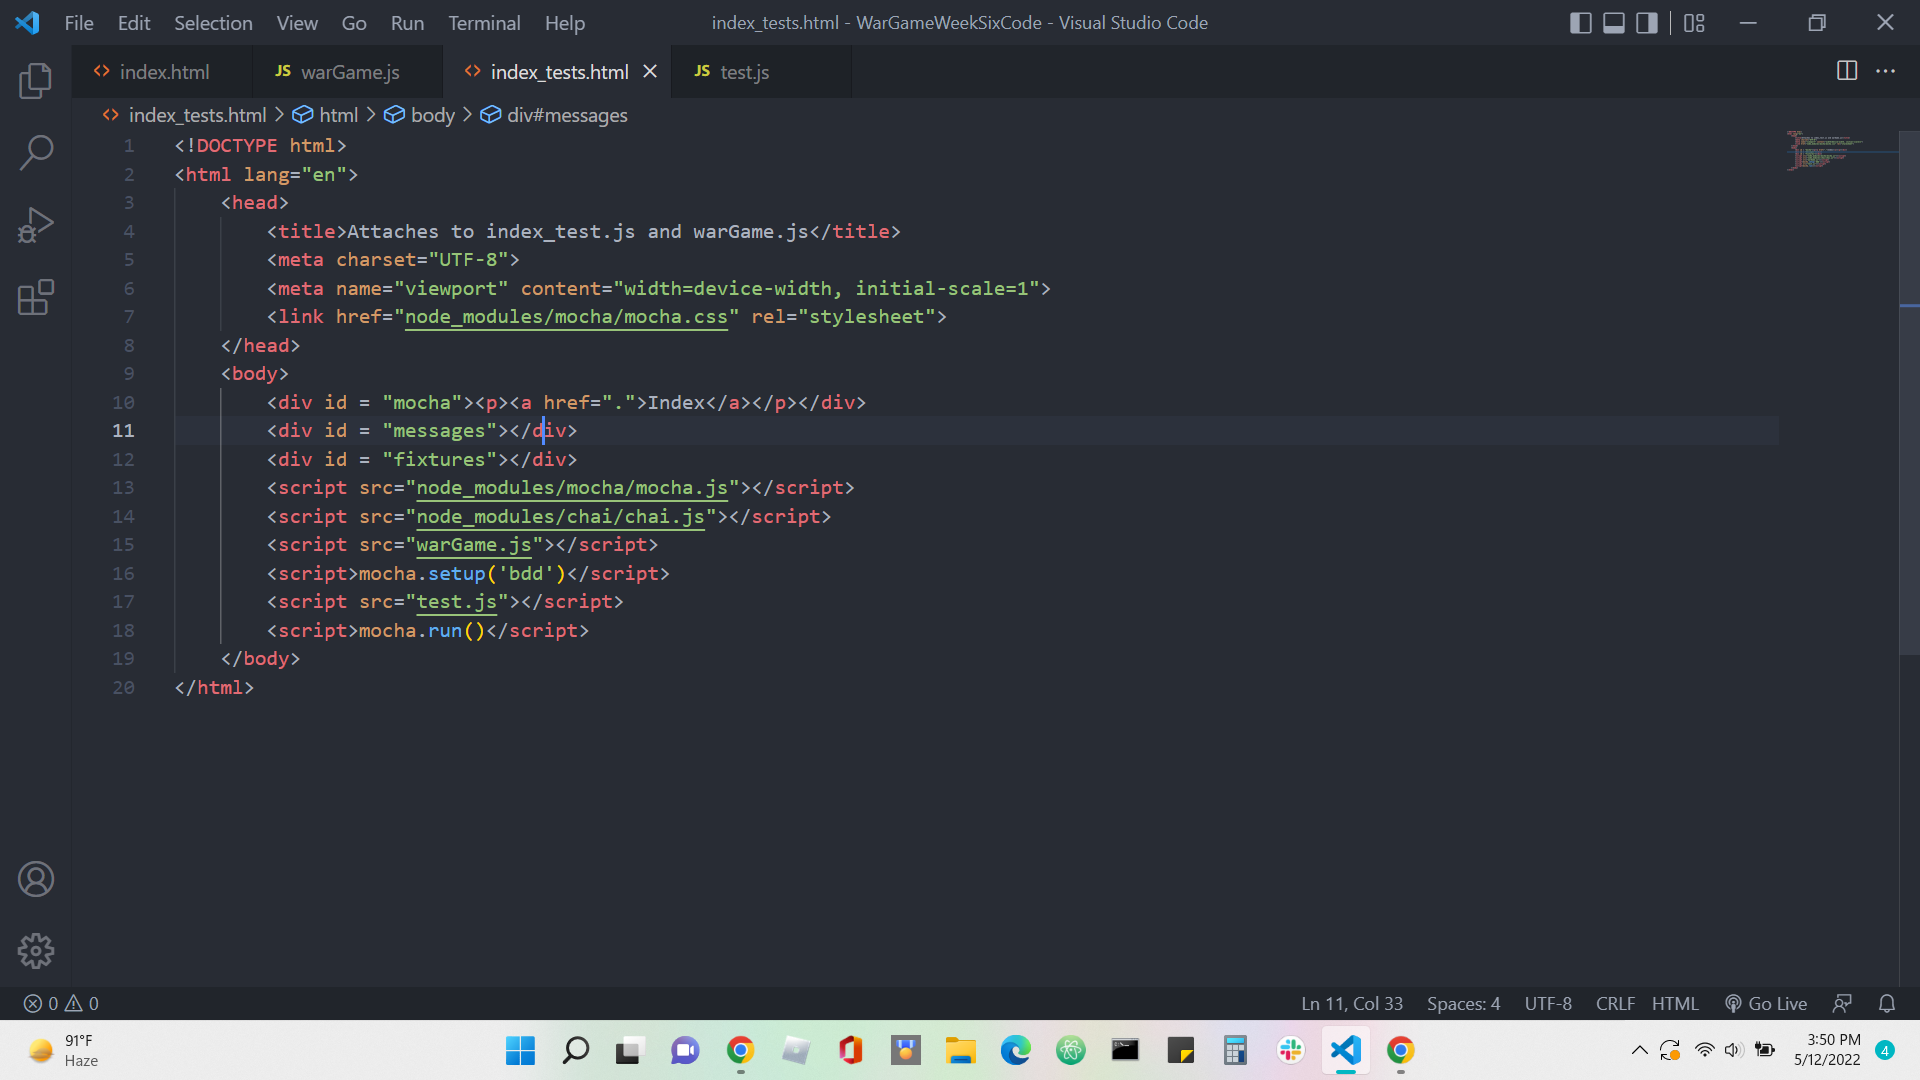 File Edit Selection View Go Run Terminal Help index_tests.html - WarGameWeekSixCode - Visual Studio Code
index.html JS warGame.js index_tests.html JS test.js
index_tests.html > html > body > div#messages
1 <!DOCTYPE html>
2 <html lang="en">
3 <head>
4 <title>Attaches to index_test.js and warGame.js</title>
5 <meta charset="UTF-8">
6 <meta name="viewport" content="width=device-width, initial-scale=1">
7 <link href="node_modules/mocha/mocha.css" rel="stylesheet">
8 </head>
9 <body>
10 <div id = "mocha"><p><a href=".">Index</a></p></div>
11 <div id = "messages"></div>
12 <div id = "fixtures"></div>
13 <script src="node_modules/mocha/mocha.js"></script>
14 <script src="node_modules/chai/chai.js"></script>
15 <script src="warGame.js"></script>
16 <script>mocha.setup('bdd')</script>
17 <script src="test.js"></script>
18 <script>mocha.run()</script>
19 </body>
20 </html>
0 0 Ln 11, Col 33 Spaces: 4 UTF-8 CRLF HTML Go Live
91°F
Haze
3:50 PM
5/12/2022
4